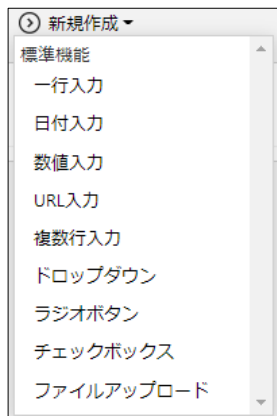 新規作成
標準機能
一行入力
日付入力
数値入力
URL入力
複数行入力
ドロップダウン
ラジオボタン
チェックボックス
ファイルアップロード